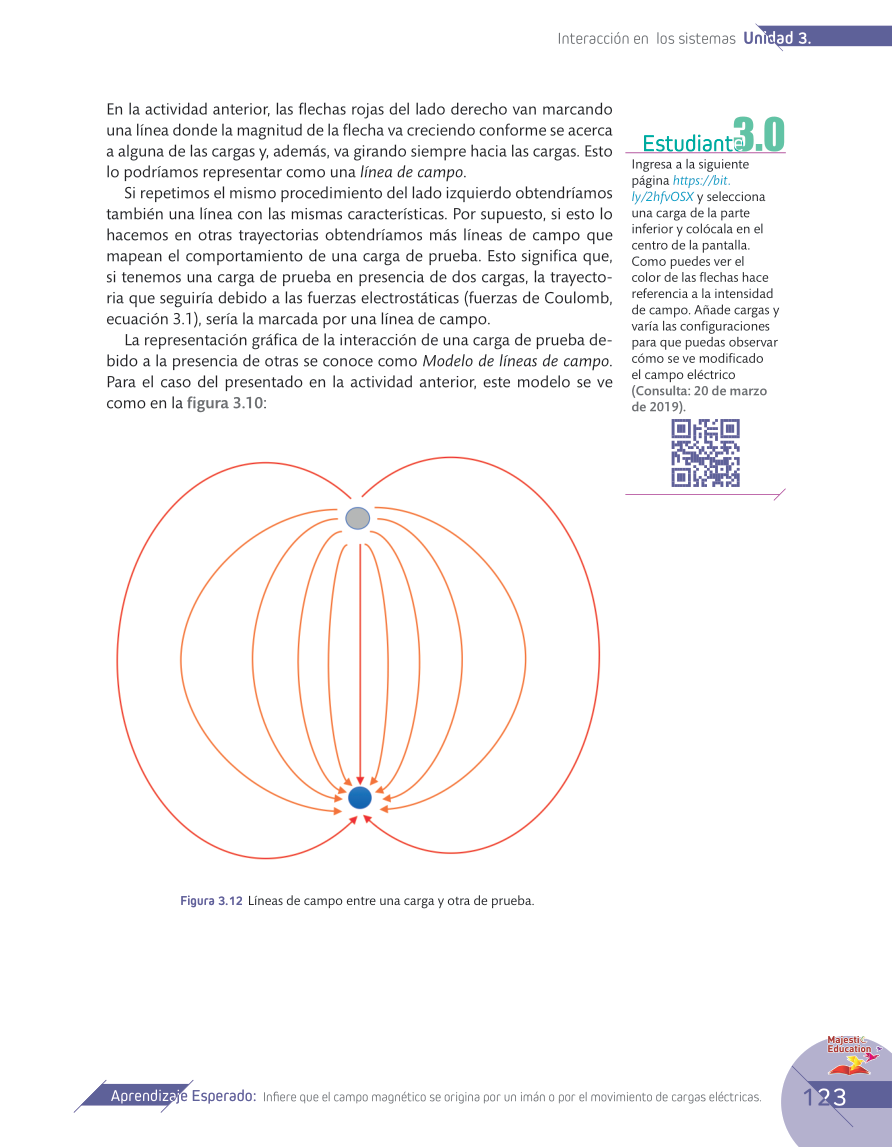 Interacción en los sistemas Unidad 3.
En la actividad anterior, las flechas rojas del lado derecho van marcando
una línea donde la magnitud de la flecha va creciendo conforme se acerca
a alguna de las cargas y, además, va girando siempre hacia las cargas. Esto
lo podríamos representar como una línea de campo.
Si repetimos el mismo procedimiento del lado izquierdo obtendríamos
también una línea con las mismas características. Por supuesto, si esto lo
hacemos en otras trayectorias obtendríamos más líneas de campo que
mapean el comportamiento de una carga de prueba. Esto significa que,
si tenemos una carga de prueba en presencia de dos cargas, la trayecto-
ria que seguiría debido a las fuerzas electrostáticas (fuerzas de Coulomb,
ecuación 3.1), sería la marcada por una línea de campo.
La representación gráfica de la interacción de una carga de prueba de-
bido a la presencia de otras se conoce como Modelo de líneas de campo.
Para el caso del presentado en la actividad anterior, este modelo se ve
como en la figura 3.10:
Estudiant@3.0
Ingresa a la siguiente
página https://bit.
ly/2hfvOSX y selecciona
una carga de la parte
inferior y colócala en el
centro de la pantalla.
Como puedes ver el
color de las flechas hace
referencia a la intensidad
de campo. Añade cargas y
varía las configuraciones
para que puedas observar
cómo se ve modificado
el campo eléctrico
(Consulta: 20 de marzo
de 2019).
Figura 3.12 Líneas de campo entre una carga y otra de prueba.
Majestic
Education
Aprendizaje Esperado: Infiere que el campo magnético se origina por un imán o por el movimiento de cargas eléctricas.
123